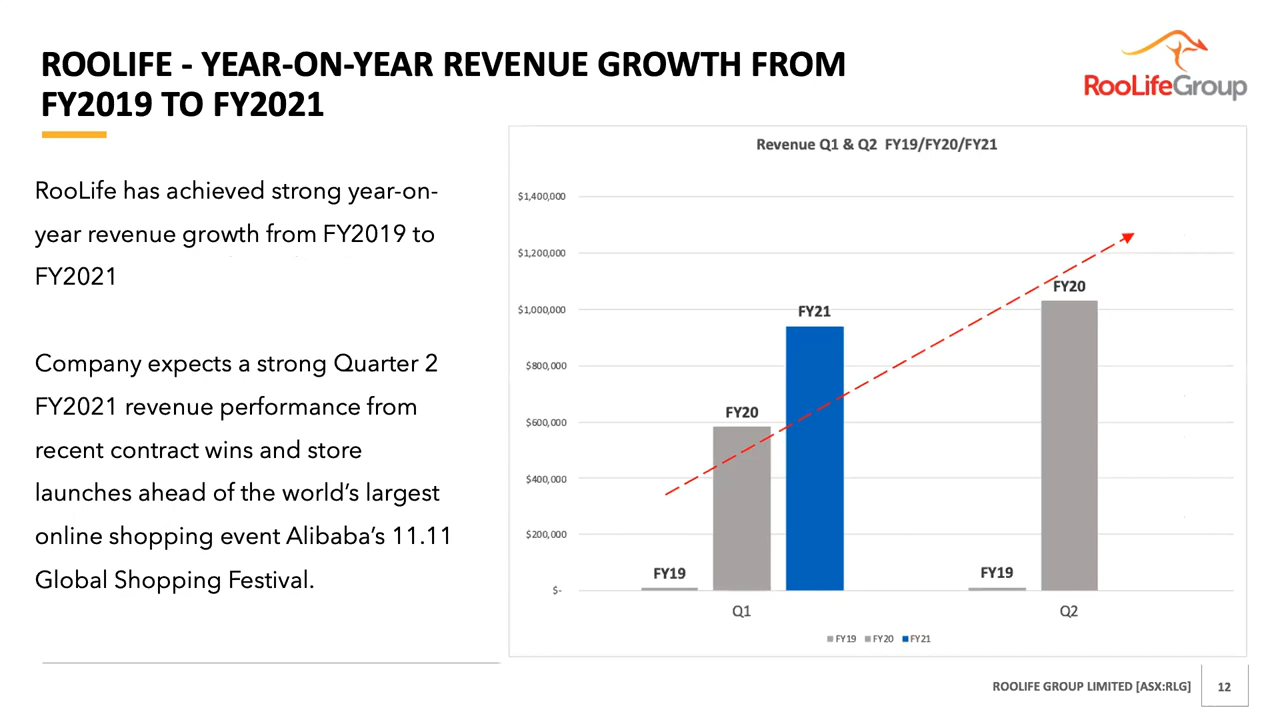 ROOLIFE - YEAR-ON-YEAR REVENUE GROWTH FROM
FY2019 TO FY2021
RooLifeGroup
RooLife has achieved strong year-on-
year revenue growth from FY2019 to
FY2021
Company expects a strong Quarter 2
FY2021 revenue performance from
recent contract wins and store
launches ahead of the world’s largest
online shopping event Alibaba’s 11.11
Global Shopping Festival.
Revenue Q1 & Q2 FY19/FY20/FY21
$1,400,000
$1,200,000
$1,000,000
$800,000
$600,000
$400,000
$200,000
$-
FY19
FY20
FY21
FY19
FY20
Q1
Q2
FY19 FY20 FY21
ROOLIFE GROUP LIMITED [ASX:RLG]
12